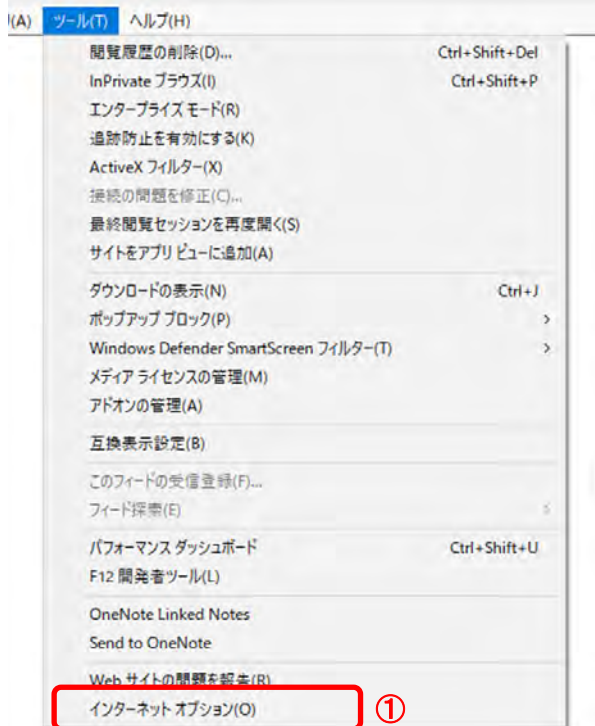 (A) ツール(T) ヘルプ(H)
閲覧履歴の削除(D)... Ctrl+Shift+Del
InPrivate ブラウズ(I) Ctrl+Shift+P
エンタープライズ モード(R)
追跡防止を有効にする(K)
ActiveX フィルター(X)
接続の問題を修正(C)...
最終閲覧セッションを再度開く(S)
サイトをアプリ ビューに追加(A)
ダウンロードの表示(N) Ctrl+J
ポップアップ ブロック(P)
Windows Defender SmartScreen フィルター(T)
メディア ライセンスの管理(M)
アドオンの管理(A)
互換表示設定(B)
このフィードの受信登録(F)...
フィード探索(E)
パフォーマンス ダッシュボード Ctrl+Shift+U
F12 開発者ツール(L)
OneNote Linked Notes
Send to OneNote
Web サイトの問題を報告(R)
インターネット オプション(O) ①